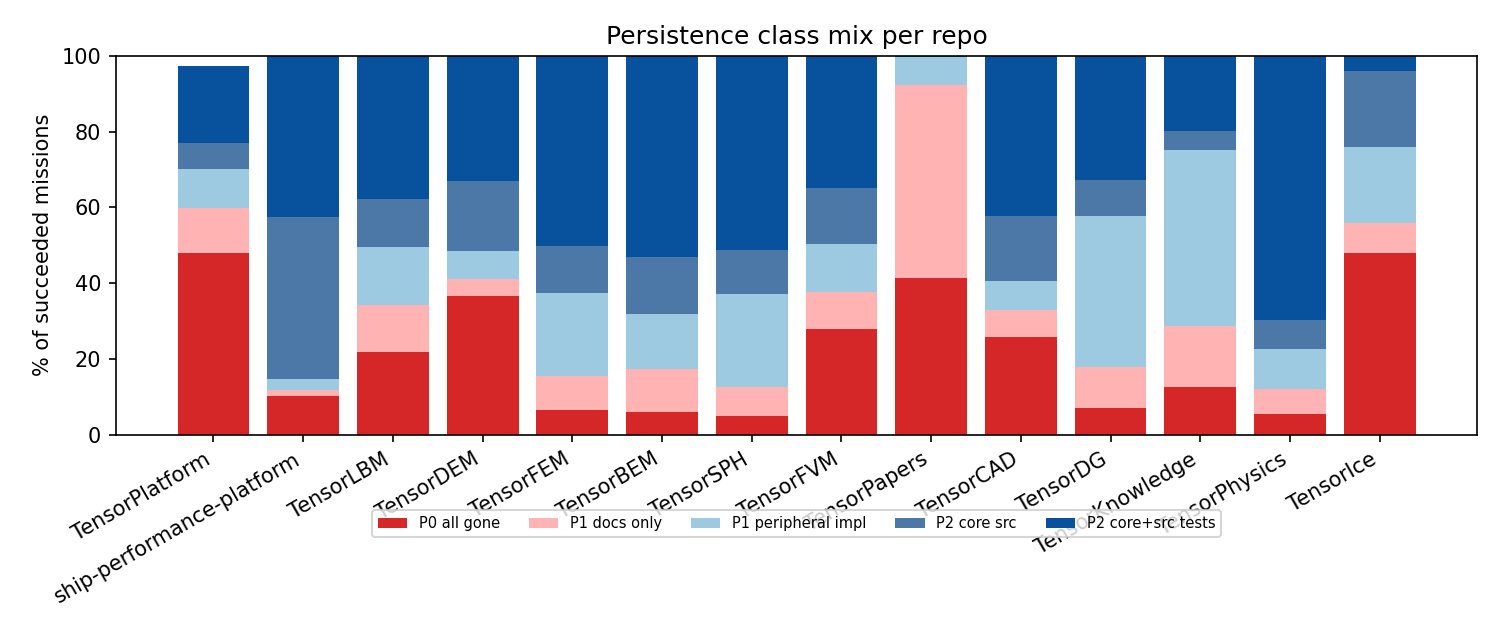 Persistence class mix per repo
% of succeeded missions
100
80
60
40
20
0
TensorPlatform
ship-performance-platform
TensorLBM
TensorDEM
TensorFEM
TensorBEM
TensorSPH
TensorFVM
TensorPapers
TensorCAD
TensorDG
TensorKnowledge
TensorPhysics
TensorIce
P0 all gone
P1 docs only
P1 peripheral impl
P2 core src
P2 core+src tests